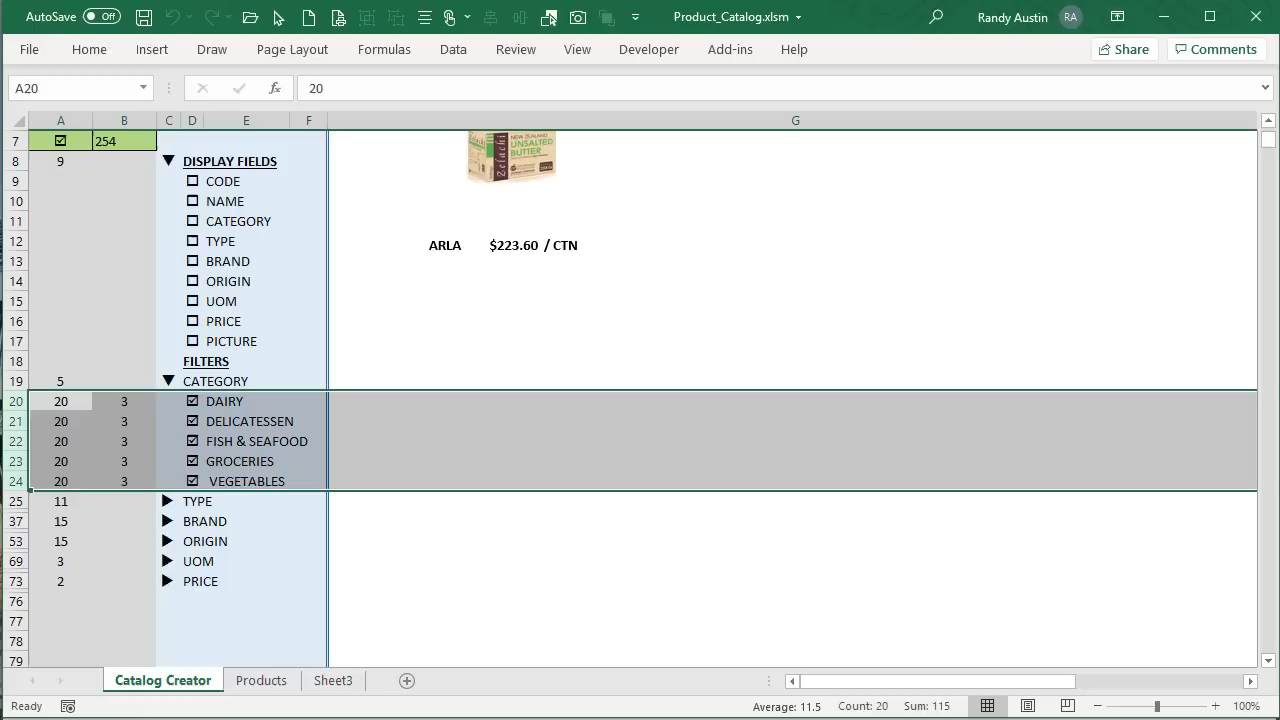 AutoSave Off Product_Catalog.xlsm Randy Austin RA
File Home Insert Draw Page Layout Formulas Data Review View Developer Add-ins Help Share Comments
A20 fx 20
A B C D E F G
7 254
8 9 DISPLAY FIELDS
9 CODE
10 NAME
11 CATEGORY
12 TYPE
13 BRAND
14 ORIGIN
15 UOM
16 PRICE
17 PICTURE
18 FILTERS
19 5 CATEGORY
20 20 3 DAIRY
21 20 3 DELICATESSEN
22 20 3 FISH & SEAFOOD
23 20 3 GROCERIES
24 20 3 VEGETABLES
25 11 TYPE
37 15 BRAND
53 15 ORIGIN
69 3 UOM
73 2 PRICE
76
77
78
79
Zelachi
NEW ZEALAND
UNSALTED
BUTTER
ARLA $223.60 / CTN
Catalog Creator Products Sheet3
Ready Average: 11.5 Count: 20 Sum: 115 100%